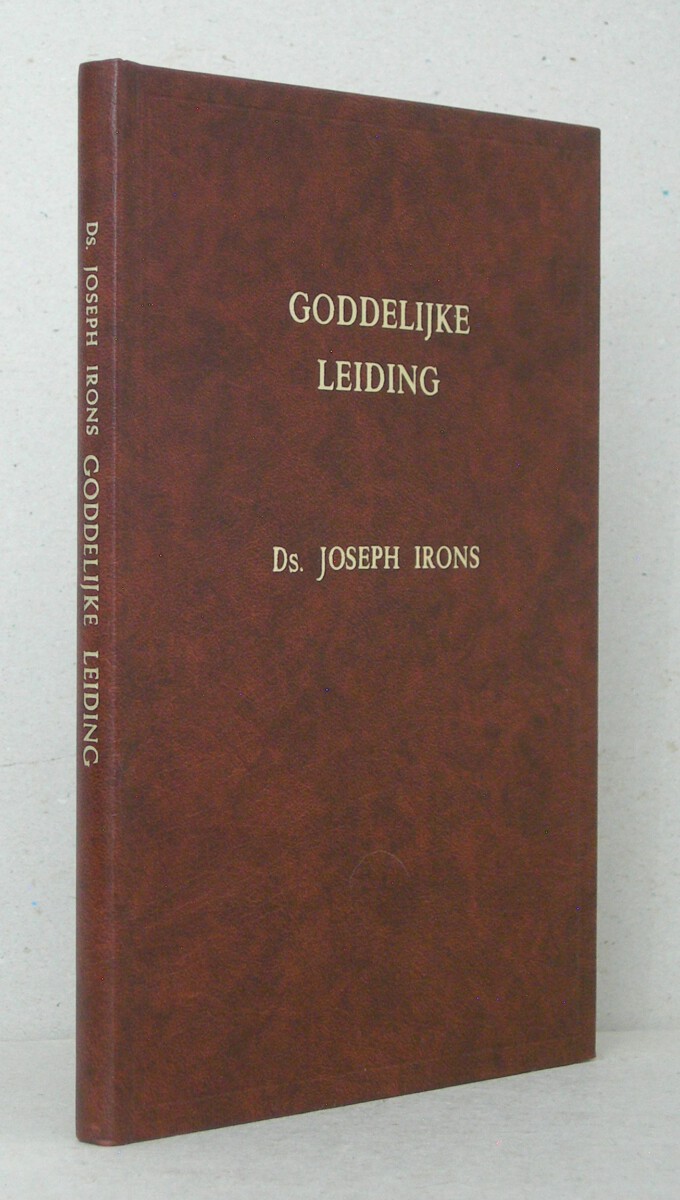 GODDELIJKE
LEIDING
Ds. JOSEPH IRONS
Ds. JOSEPH IRONS GODDELIJKE LEIDING